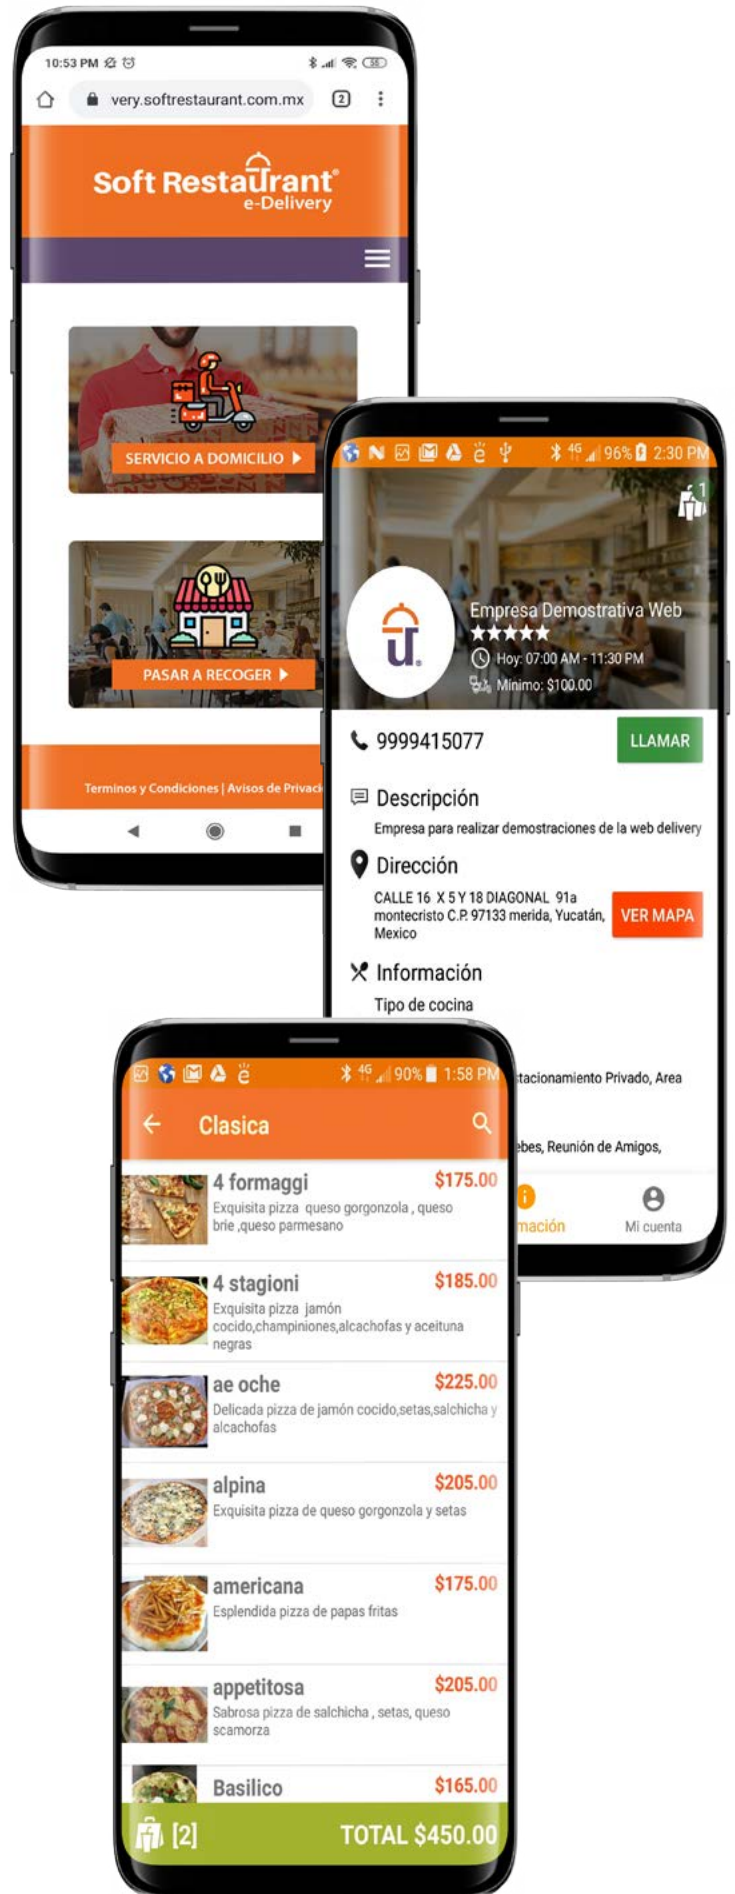 10:53 PM
55
very.softrestaurant.com.mx
2
Soft Restaurant®
e-Delivery
SERVICIO A DOMICILIO
PASAR A RECOGER
Terminos y Condiciones | Avisos de Privaci
4G 96% 2:30 PM
1
Empresa Demostrativa Web
Hoy: 07:00 AM - 11:30 PM
Mínimo: $100.00
9999415077
LLAMAR
Descripción
Empresa para realizar demostraciones de la web delivery
Dirección
CALLE 16 X 5 Y 18 DIAGONAL 91a
montecristo C.P. 97133 merida, Yucatán,
Mexico
VER MAPA
Información
Tipo de cocina
tacionamiento Privado, Area
ebes, Reunión de Amigos,
mación
Mi cuenta
4G 90% 1:58 PM
Clasica
4 formaggi $175.00
Exquisita pizza queso gorgonzola , queso
brie ,queso parmesano
4 stagioni $185.00
Exquisita pizza jamón
cocido,champiniones,alcachofas y aceituna
negras
ae oche $225.00
Delicada pizza de jamón cocido,setas,salchicha y
alcachofas
alpina $205.00
Exquisita pizza de queso gorgonzola y setas
americana $175.00
Esplendida pizza de papas fritas
appetitosa $205.00
Sabrosa pizza de salchicha , setas, queso
scamorza
Basilico $165.00
[2] TOTAL $450.00